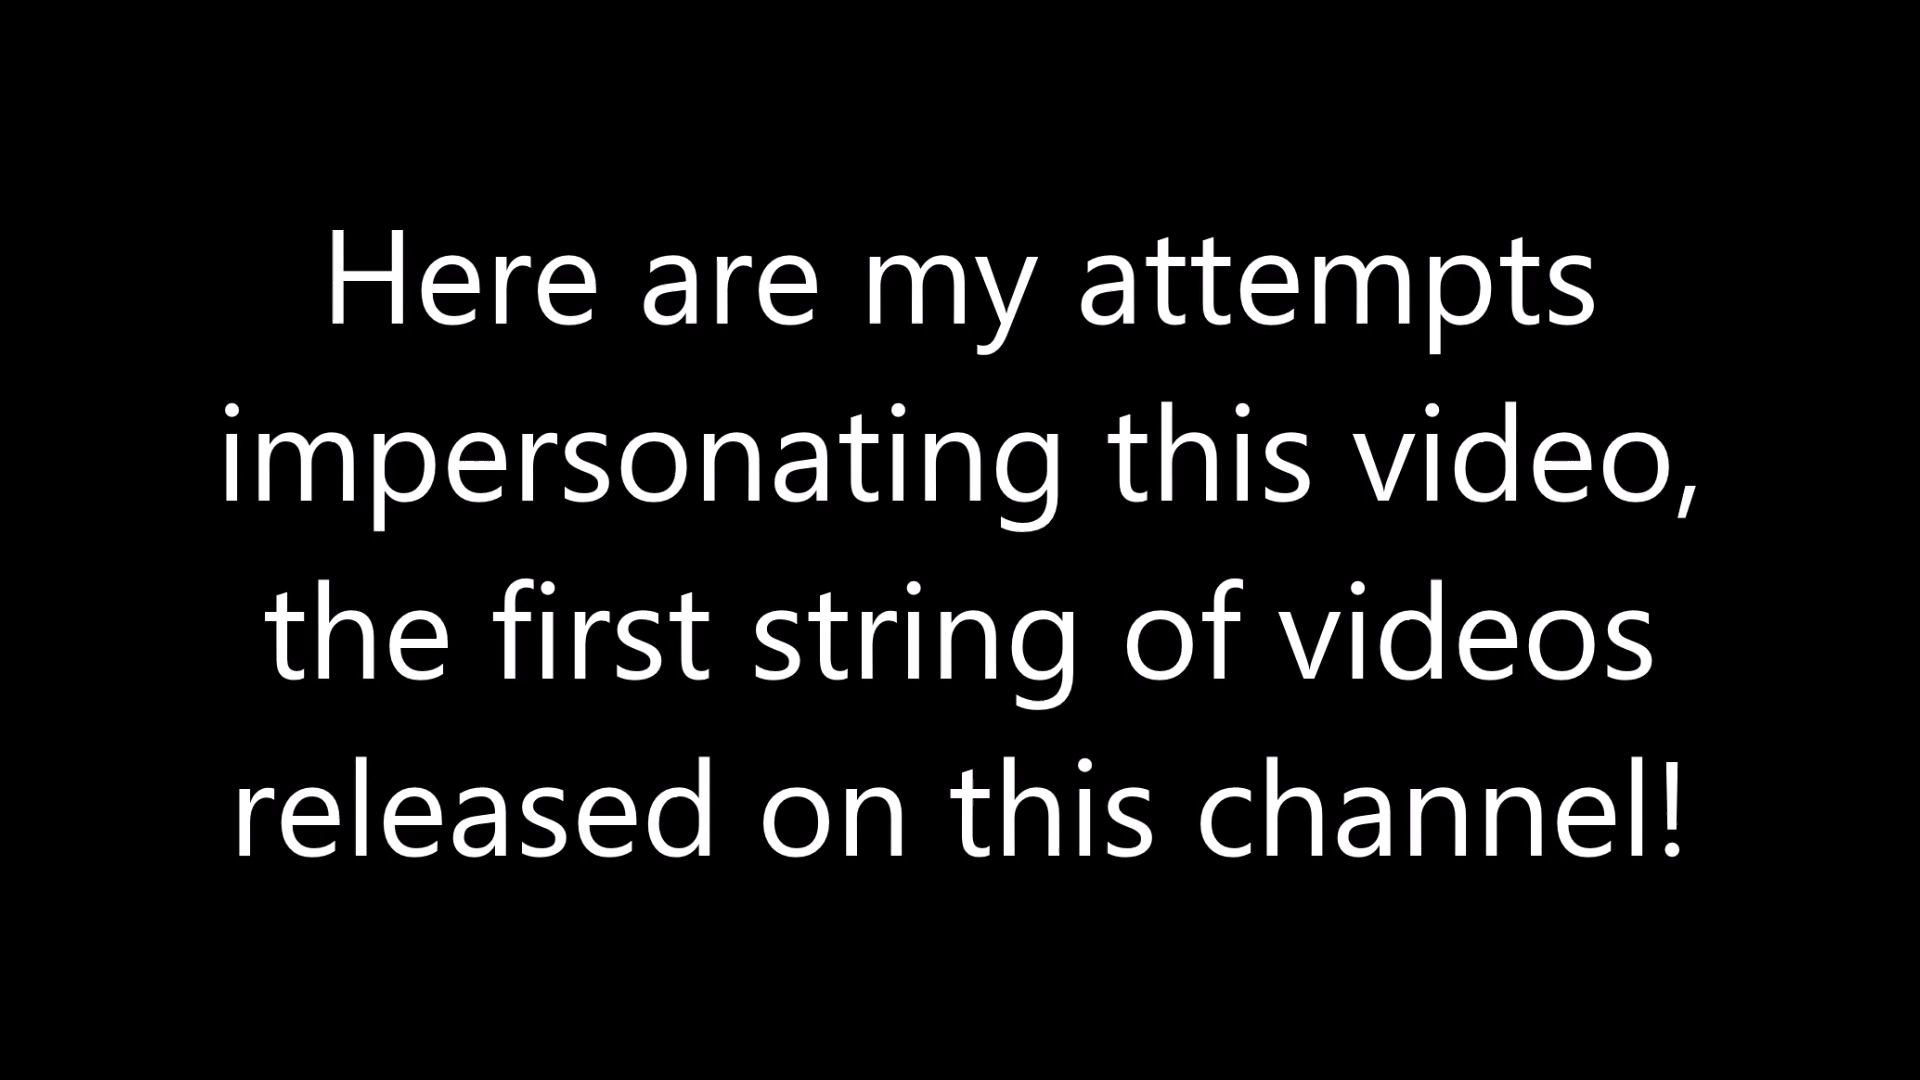 Here are my attempts
impersonating this video,
the first string of videos
released on this channel!